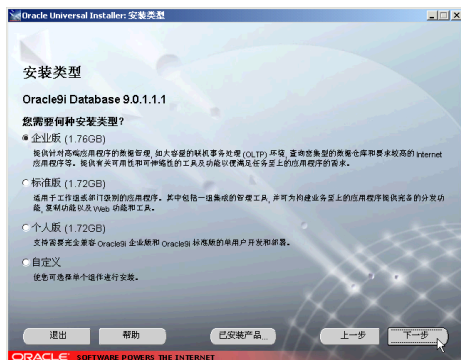 Oracle Universal Installer: 安装类型
安装类型
Oracle9i Database 9.0.1.1.1
您需要何种安装类型?
企业版 (1.76GB)
提供针对高端应用程序的数据管理, 如大容量的联机事务处理 (OLTP) 环境, 查询密集型的数据仓库和要求较高的 Internet
应用程序等。提供有关可用性和可伸缩性的工具及功能以便满足任务至上的应用程序的需求。
标准版 (1.72GB)
适用于工作组或部门级别的应用程序。其中包括一组集成的管理工具, 并可为构建业务至上的应用程序提供完备的分发功
能, 复制功能以及 Web 功能和工具。
个人版 (1.72GB)
支持需要完全兼容 Oracle9i 企业版和 Oracle9i 标准版的单用户开发和部署。
自定义
使您可选择单个组件进行安装。
退出 帮助 已安装产品... 上一步 下一步
ORACLE SOFTWARE POWERS THE INTERNET